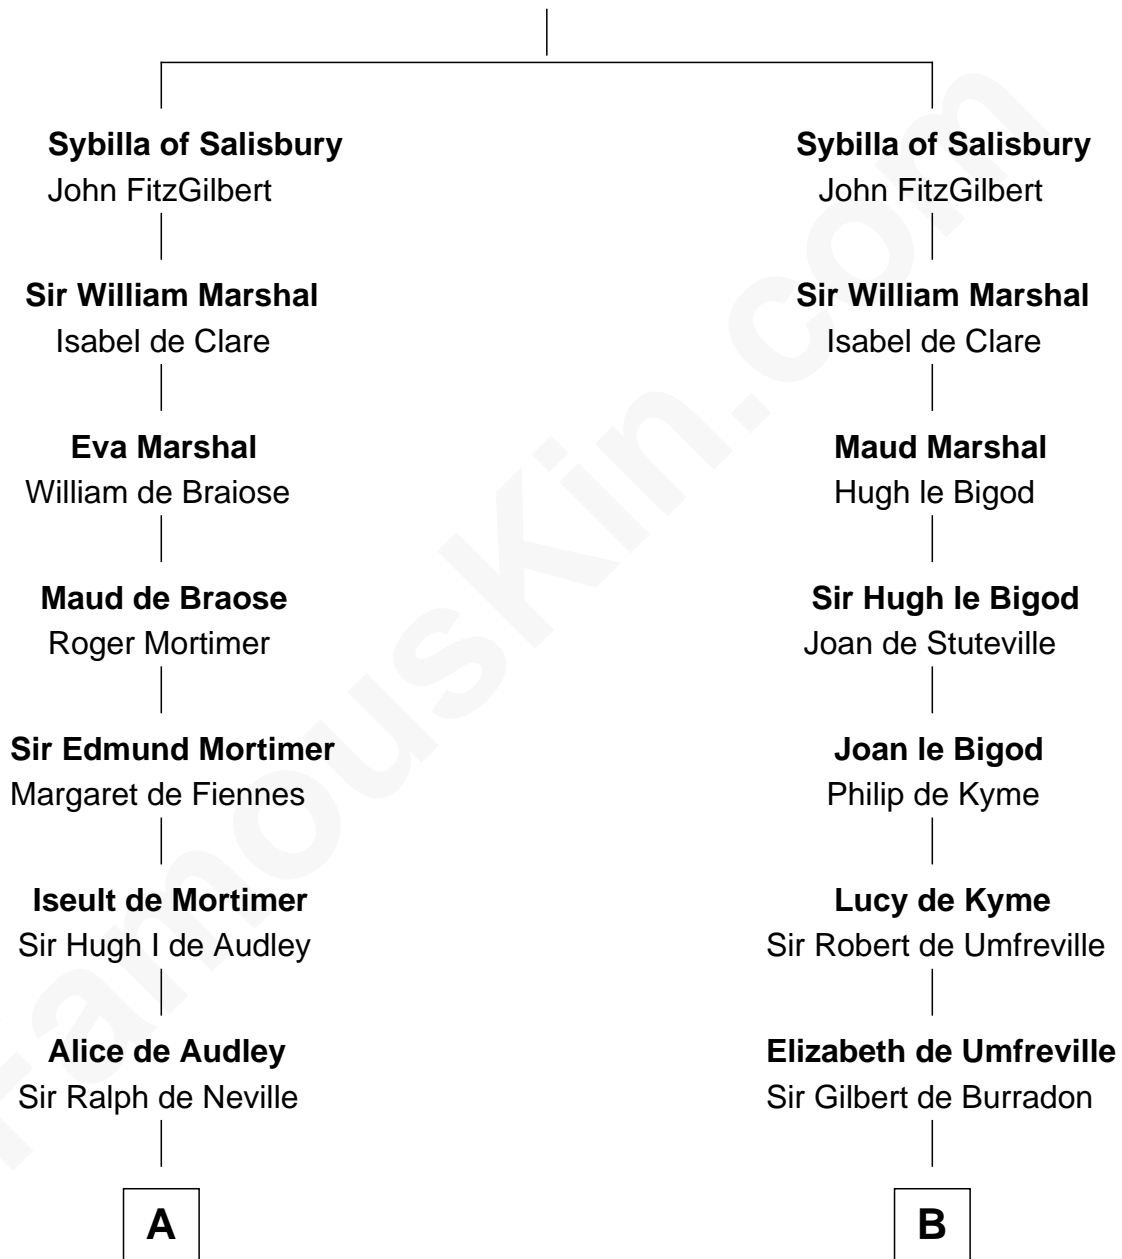 Sybilla of Salisbury
John FitzGilbert
Sir William Marshal
Isabel de Clare
Eva Marshal
William de Braiose
Maud de Braose
Roger Mortimer
Sir Edmund Mortimer
Margaret de Fiennes
Iseult de Mortimer
Sir Hugh I de Audley
Alice de Audley
Sir Ralph de Neville
A
Sybilla of Salisbury
John FitzGilbert
Sir William Marshal
Isabel de Clare
Maud Marshal
Hugh le Bigod
Sir Hugh le Bigod
Joan de Stuteville
Joan le Bigod
Philip de Kyme
Lucy de Kyme
Sir Robert de Umfreville
Elizabeth de Umfreville
Sir Gilbert de Burradon
B
FamousKin.com